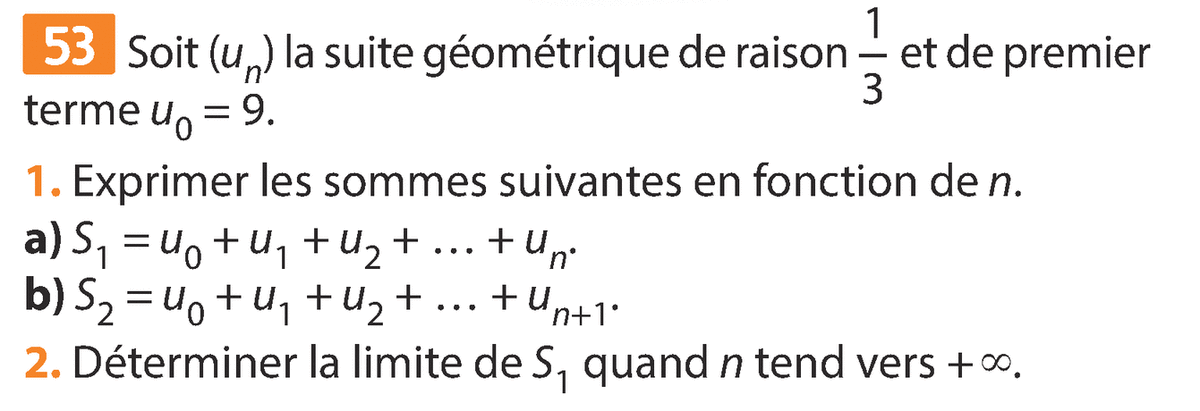 53 Soit (uₙ) la suite géométrique de raison 1/3 et de premier
terme u₀ = 9.
1. Exprimer les sommes suivantes en fonction de n.
a) S₁ = u₀ + u₁ + u₂ + … + uₙ.
b) S₂ = u₀ + u₁ + u₂ + … + uₙ₊₁.
2. Déterminer la limite de S₁ quand n tend vers +∞.